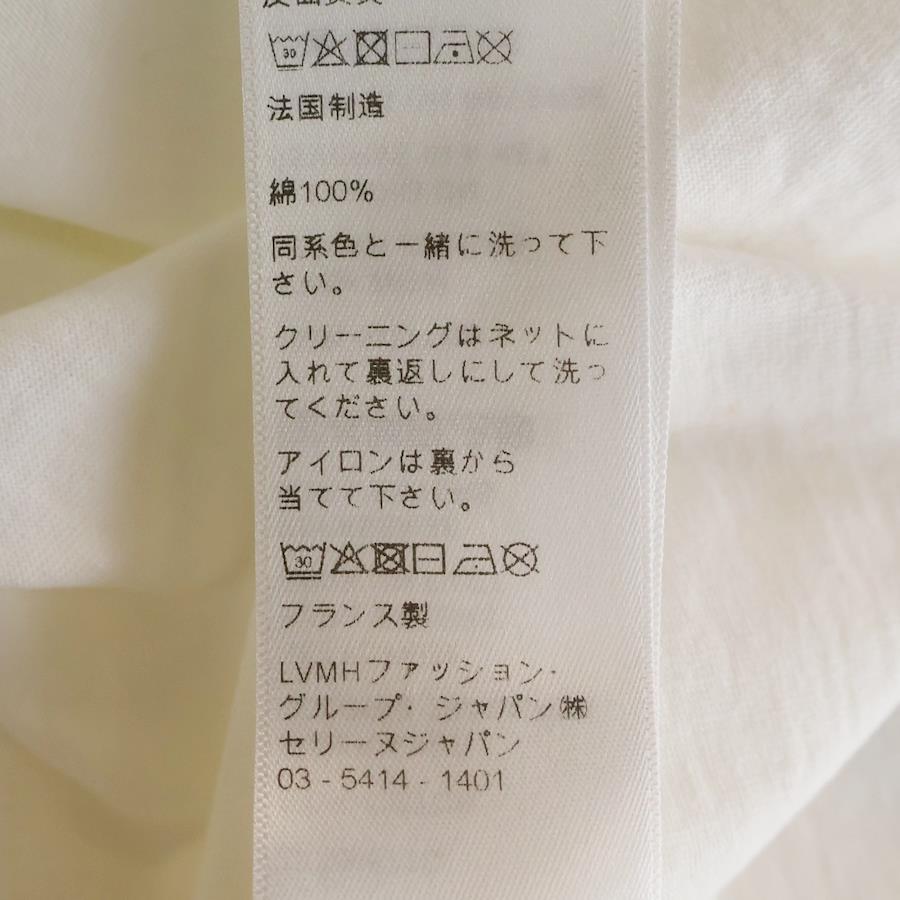 30
法国制造
綿100%
同系色と一緒に洗って下
さい。
クリーニングはネットに
入れて裏返しにして洗っ
てください。
アイロンは裏から
当てて下さい。
30
フランス製
LVMHファッション·
グループ· ジャパン㈱
セリーヌジャパン
03 - 5414 - 1401